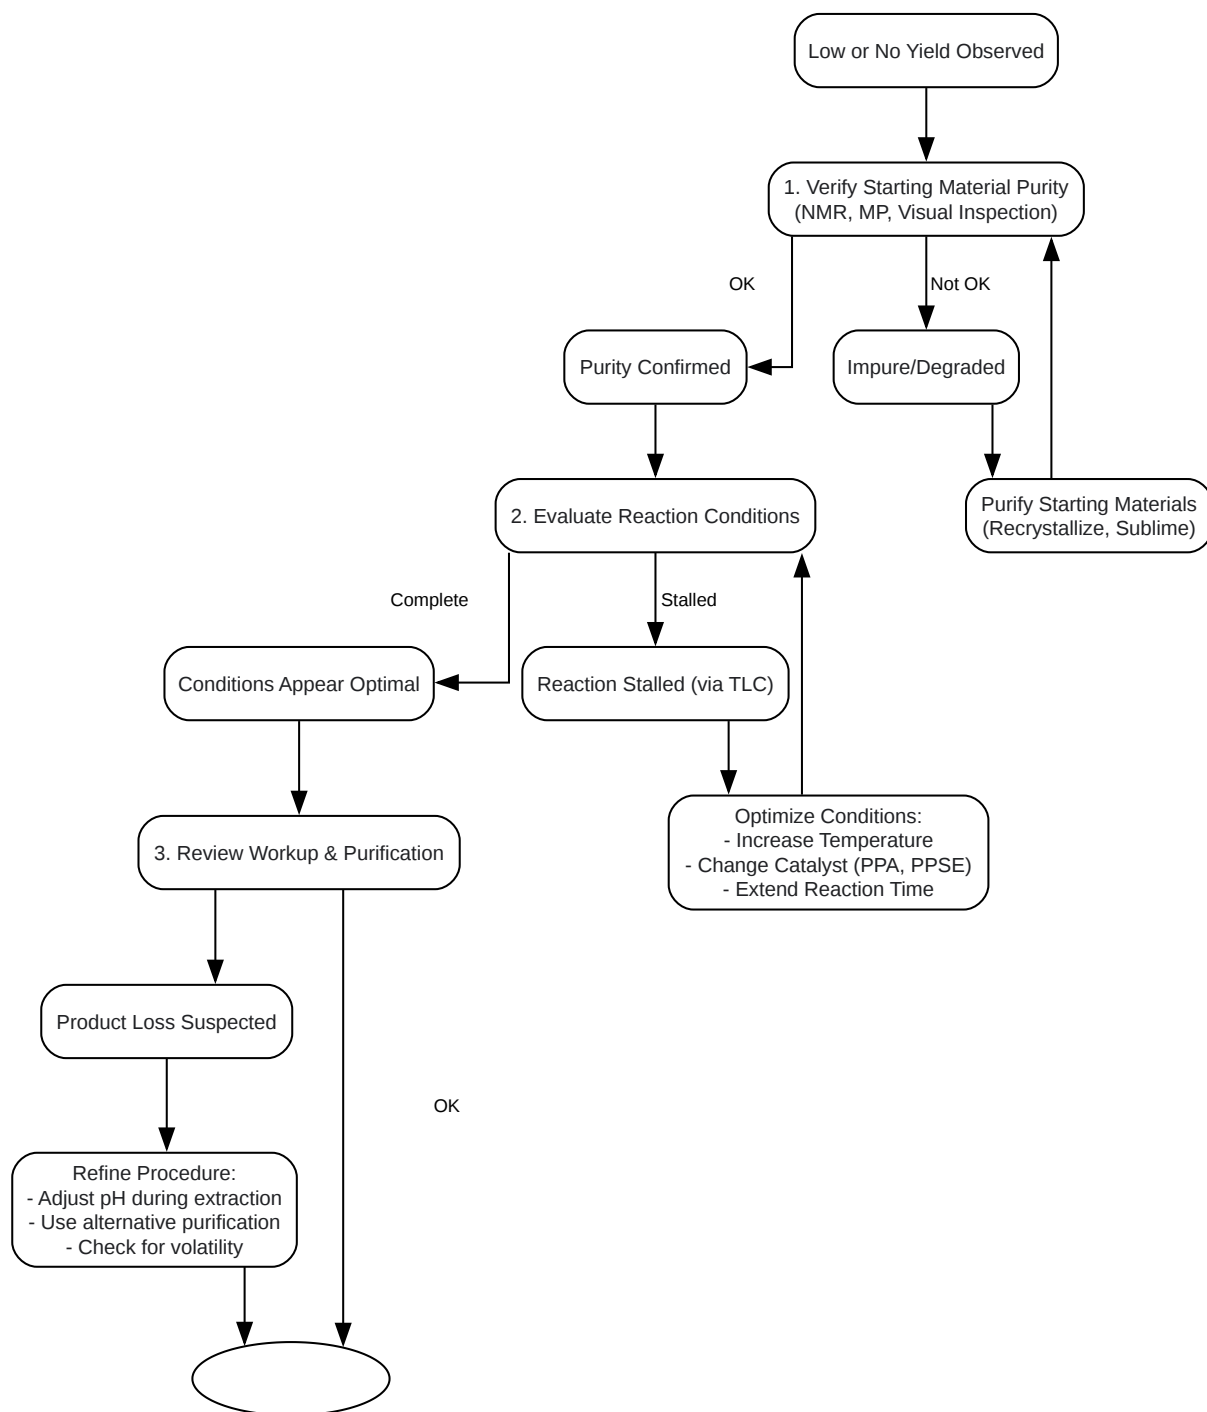 Low or No Yield Observed
1. Verify Starting Material Purity
(NMR, MP, Visual Inspection)
OK
Not OK
Purity Confirmed
Impure/Degraded
2. Evaluate Reaction Conditions
Purify Starting Materials
(Recrystallize, Sublime)
Complete
Stalled
Conditions Appear Optimal
Reaction Stalled (via TLC)
Optimize Conditions:
- Increase Temperature
- Change Catalyst (PPA, PPSE)
- Extend Reaction Time
3. Review Workup & Purification
Product Loss Suspected
OK
Refine Procedure:
- Adjust pH during extraction
- Use alternative purification
- Check for volatility